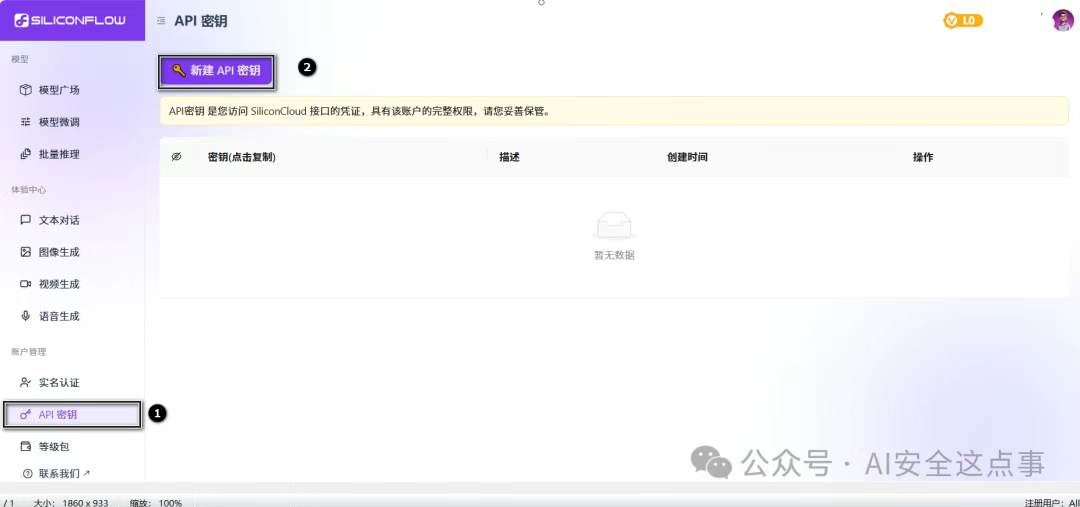 SILICONFLOW
API 密钥
L0
模型
模型广场
模型微调
批量推理
体验中心
文本对话
图像生成
视频生成
语音生成
账户管理
实名认证
API 密钥
1
等级包
联系我们↗
新建 API 密钥
2
API密钥 是您访问 SiliconCloud 接口的凭证，具有该账户的完整权限，请您妥善保管。
密钥(点击复制) 描述 创建时间 操作
暂无数据
公众号 · AI安全这点事
/ 1 大小: 1860 x 933 缩放: 100% 注册用户: All